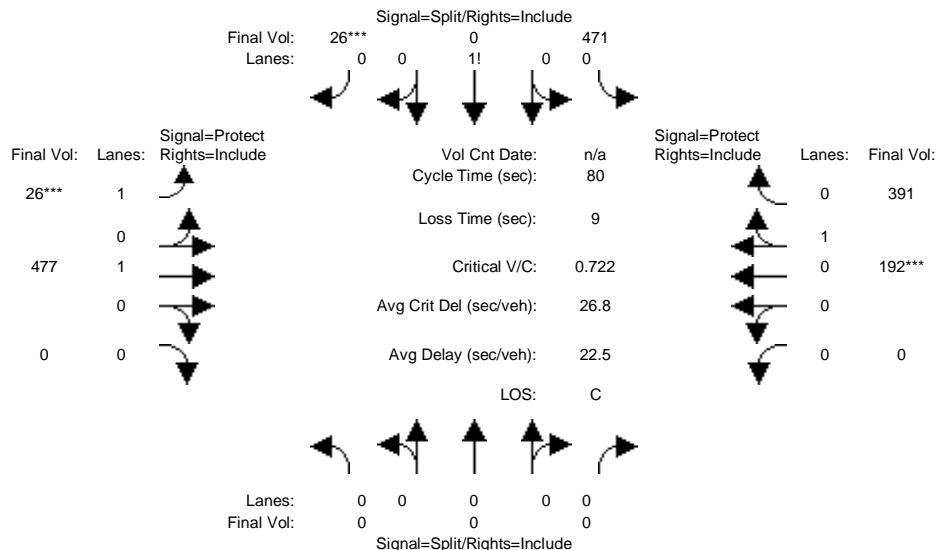 Signal=Split/Rights=Include
Final Vol: 26*** 0 471
Lanes: 0 0 1! 0 0
Signal=Protect
Final Vol: Lanes: Rights=Include
Vol Cnt Date: n/a
Signal=Protect
Rights=Include Lanes: Final Vol:
Cycle Time (sec): 80
26*** 1
0 391
Loss Time (sec): 9
0
1
477 1
Critical V/C: 0.722
0 192***
0
Avg Crit Del (sec/veh): 26.8
0
0 0
Avg Delay (sec/veh): 22.5
0 0
LOS: C
Lanes: 0 0 0 0 0
Final Vol: 0 0 0
Signal=Split/Rights=Include